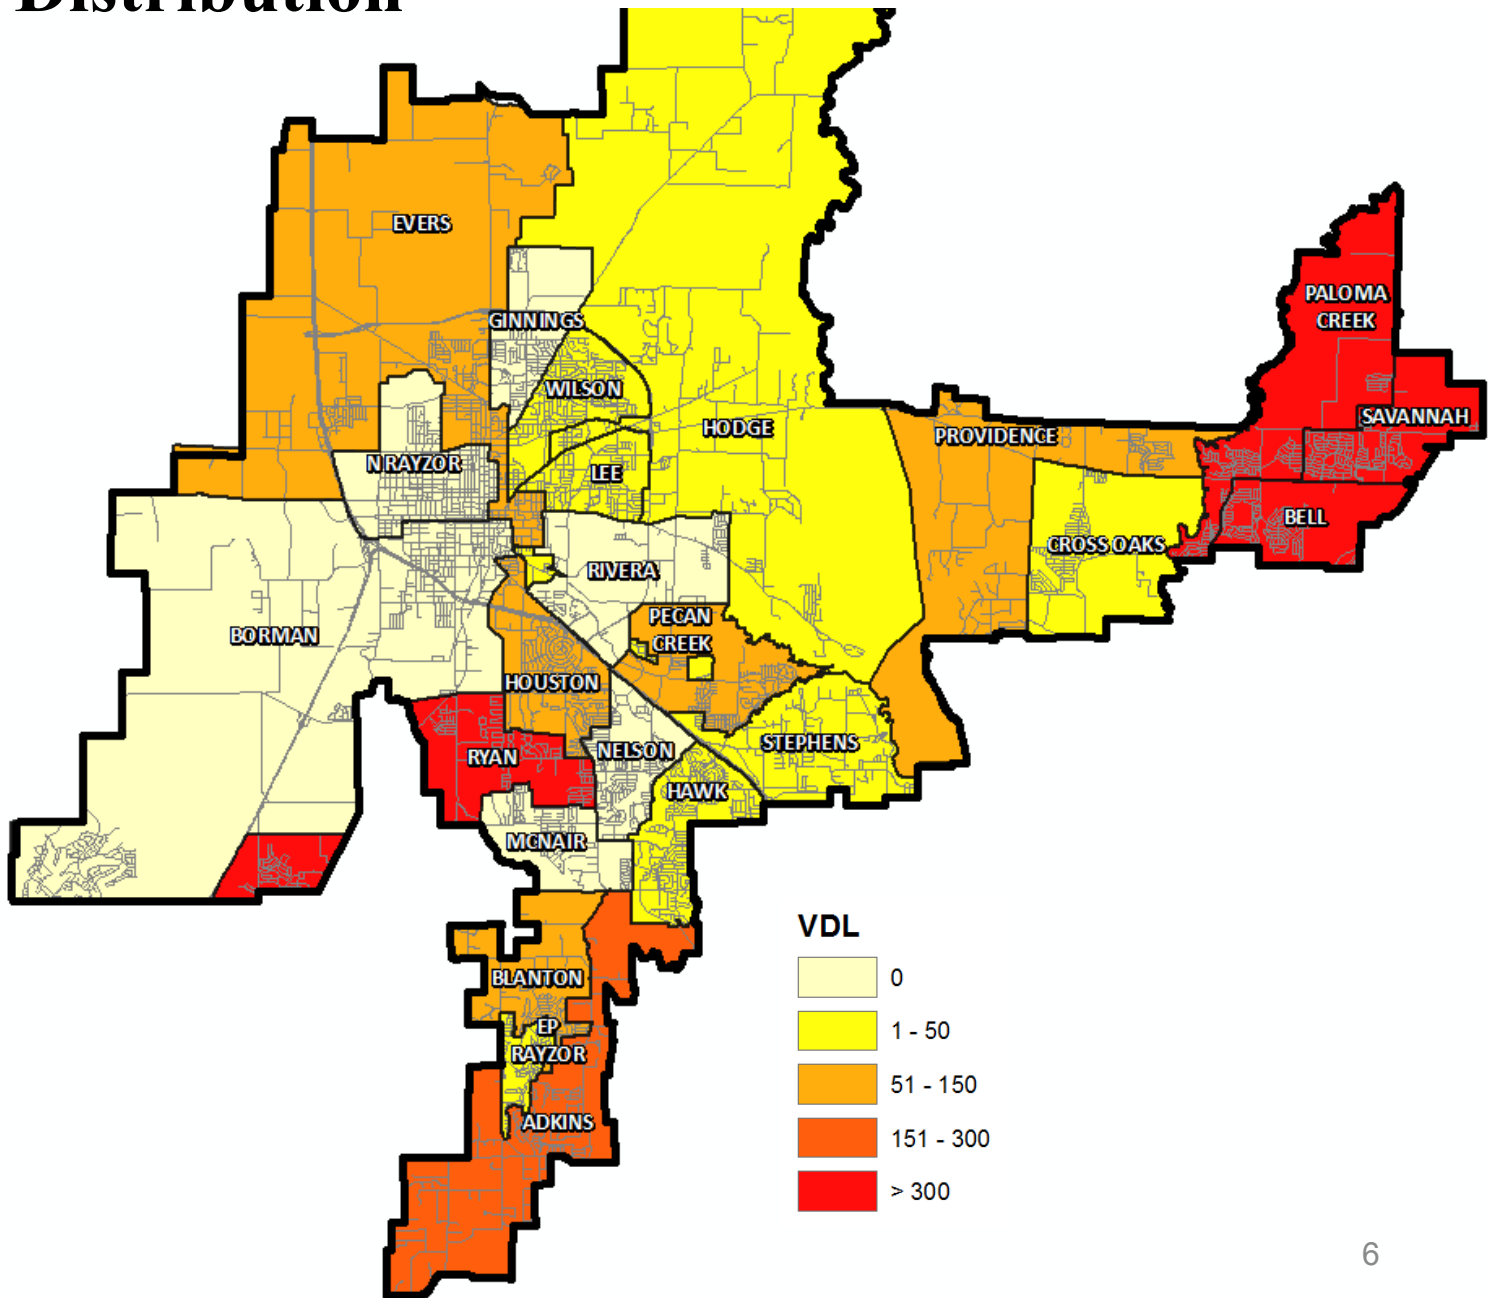 Distribution
EVERS
PALOMA
CREEK
GINNINGS
WILSON
SAVANNAH
HODGE
PROVIDENCE
N RAYZOR
LEE
BELL
CROSS OAKS
RIVERA
PECAN
CREEK
BORMAN
HOUSTON
STEPHENS
NELSON
RYAN
HAWK
MCNAIR
BLANTON
EP
RAYZOR
ADKINS
VDL
0
1 - 50
51 - 150
151 - 300
> 300
6